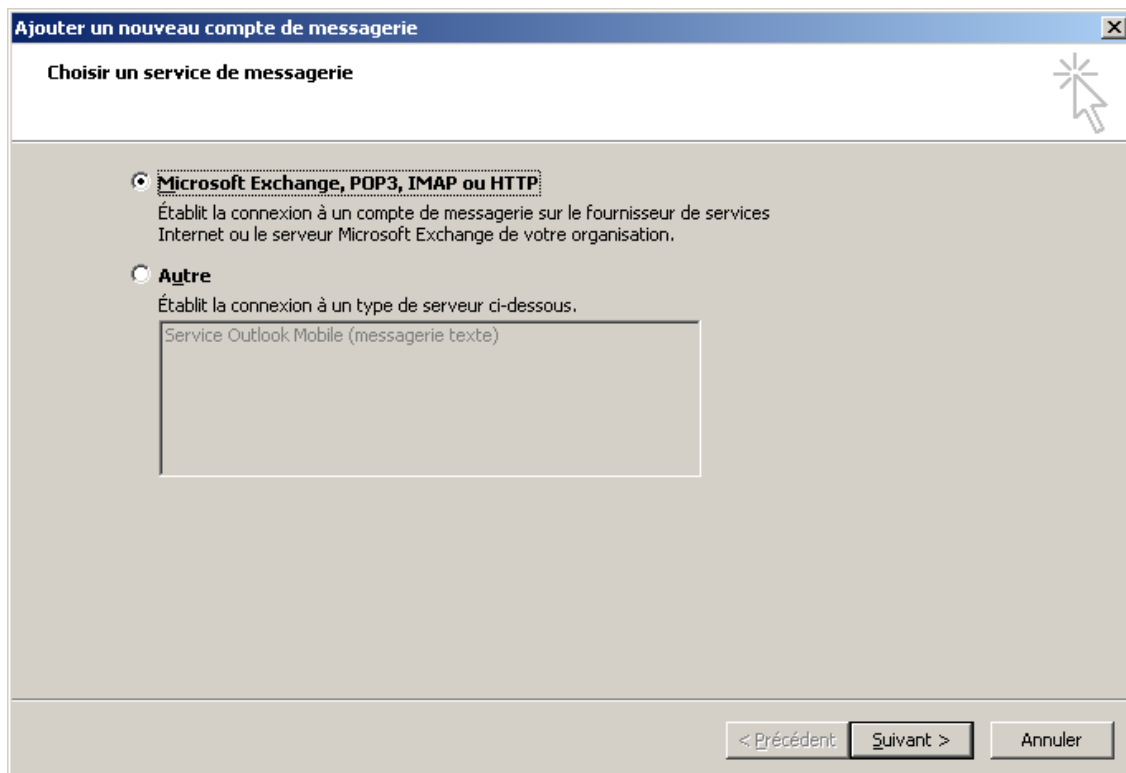 Ajouter un nouveau compte de messagerie
Choisir un service de messagerie
Microsoft Exchange, POP3, IMAP ou HTTP
Établit la connexion à un compte de messagerie sur le fournisseur de services
Internet ou le serveur Microsoft Exchange de votre organisation.
Autre
Établit la connexion à un type de serveur ci-dessous.
Service Outlook Mobile (messagerie texte)
< Précédent Suivant > Annuler